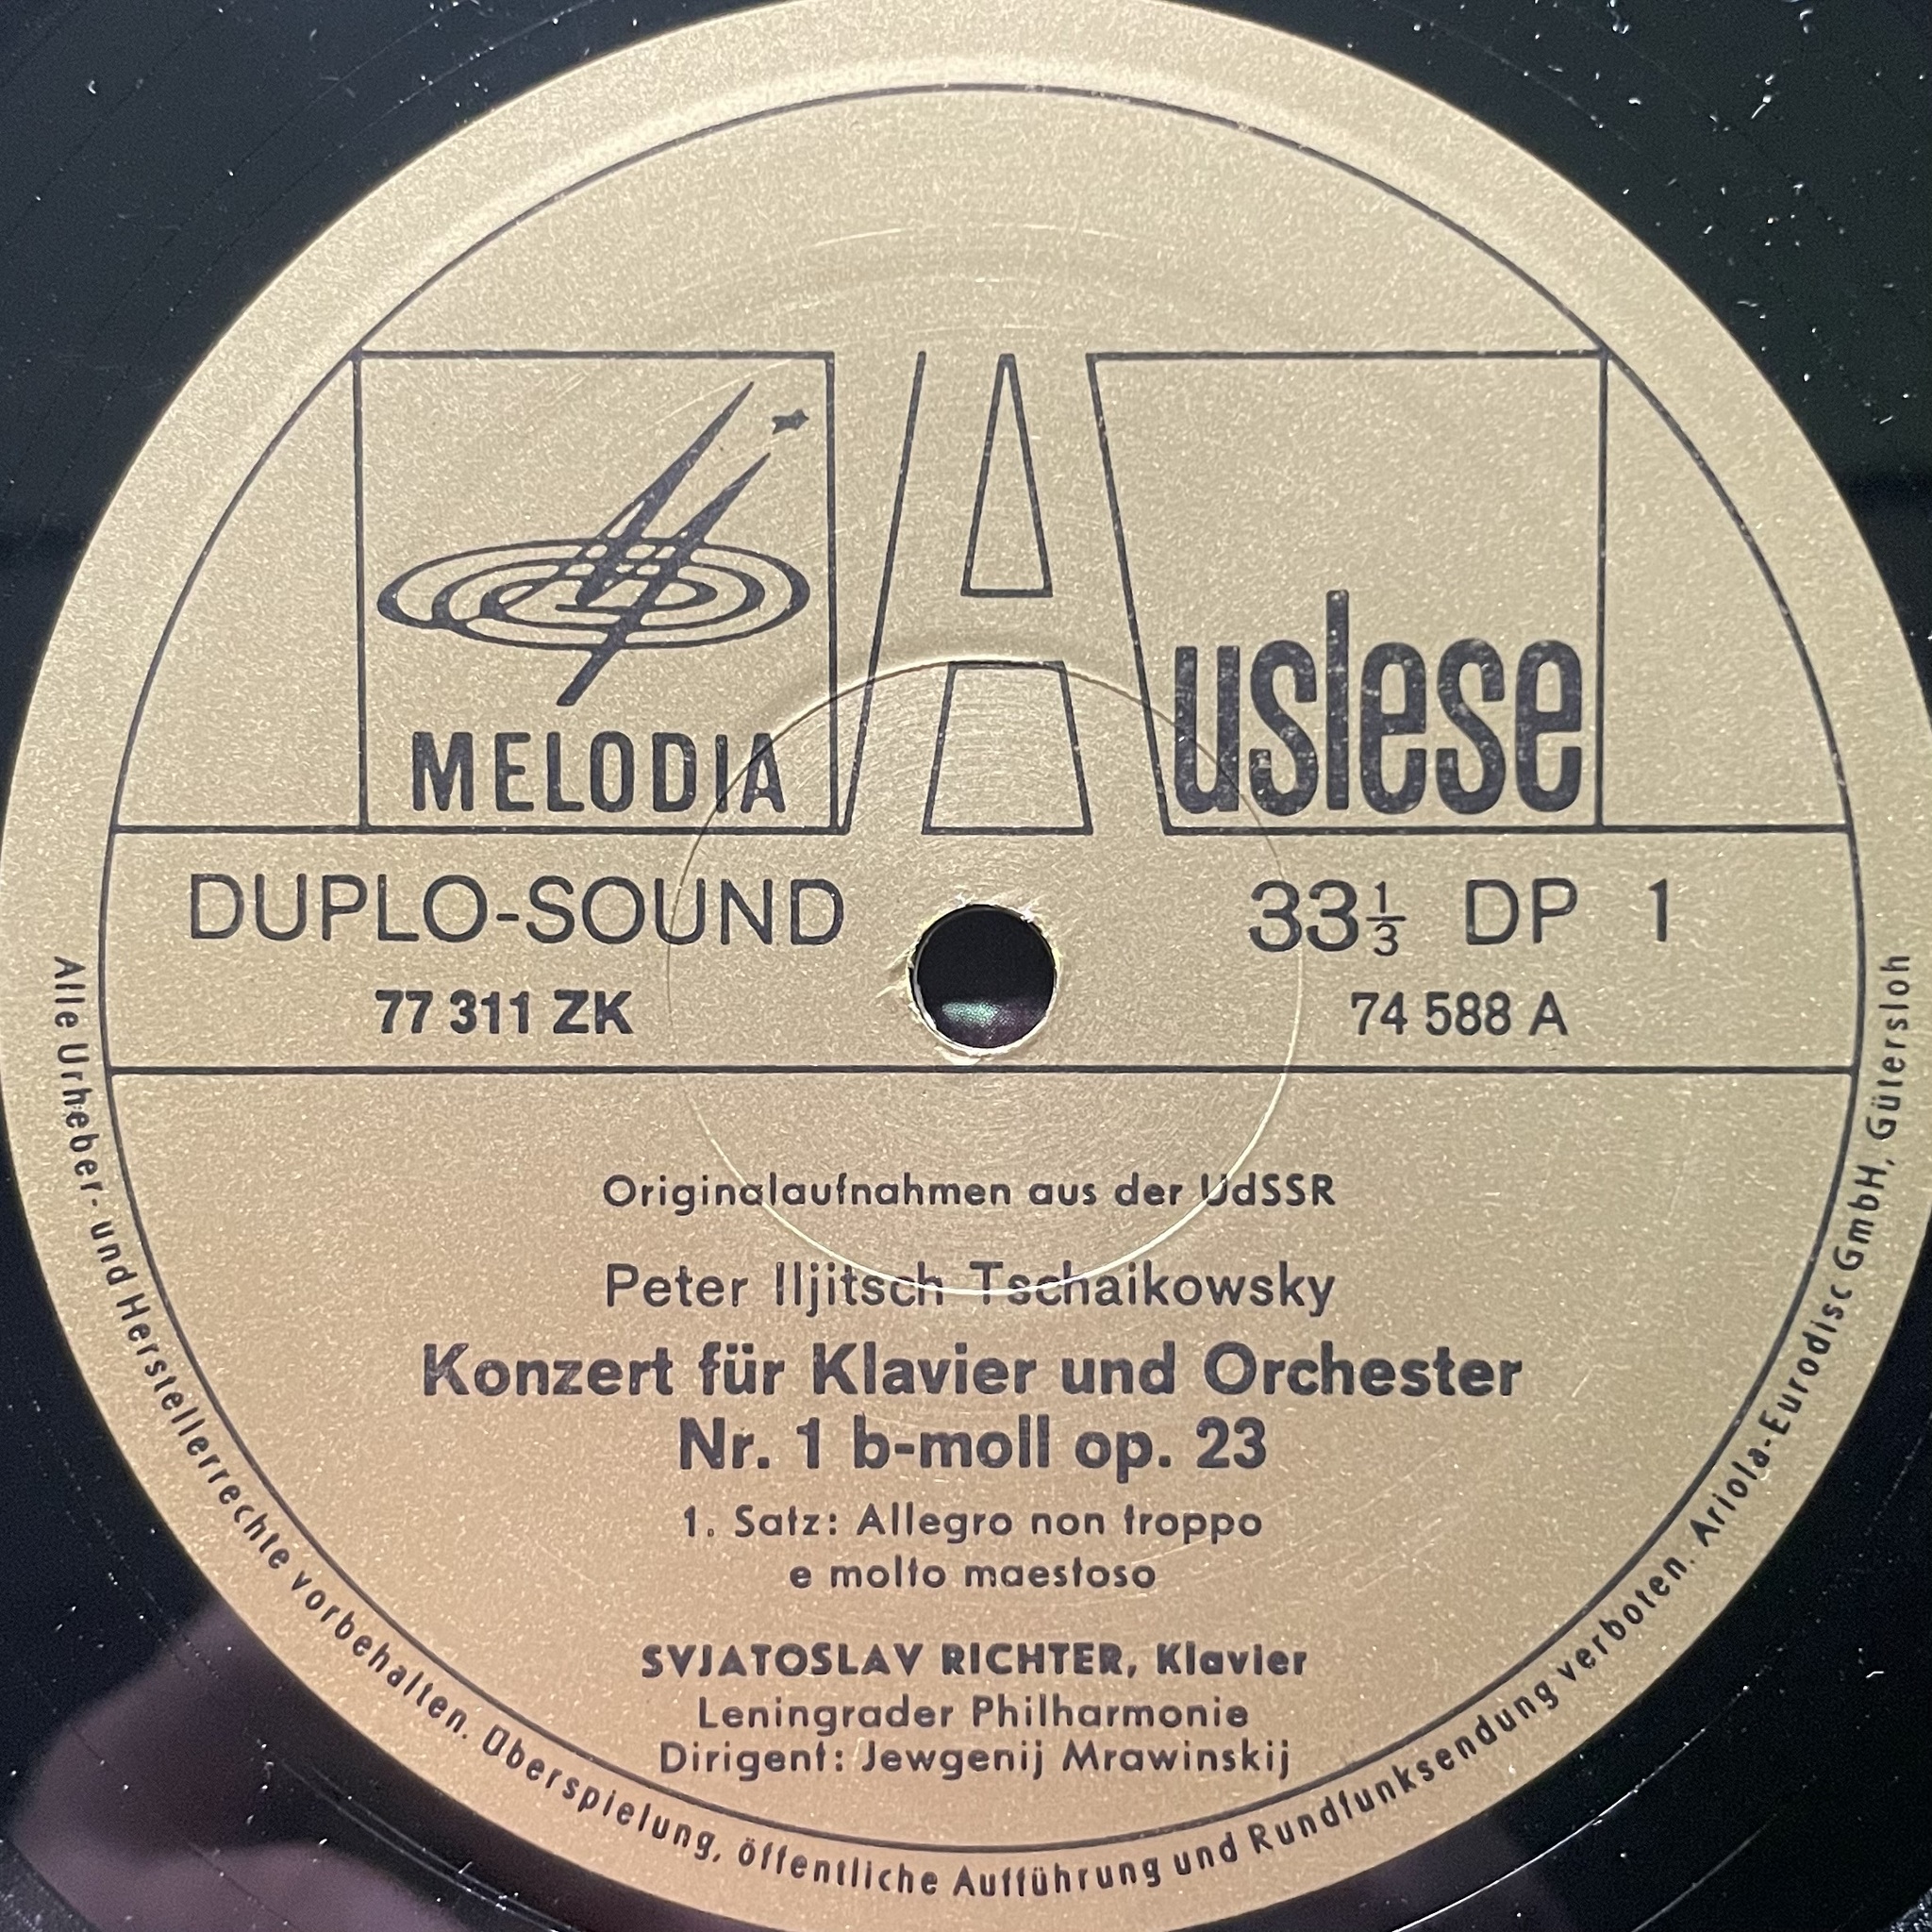 MELODIA
Auslese
DUPLO-SOUND
33⅓ DP 1
77 311 ZK
74 588 A
Originalaufnahmen aus der UdSSR
Peter Iljitsch Tschaikowsky
Konzert für Klavier und Orchester
Nr. 1 b-moll op. 23
1. Satz: Allegro non troppo
e molto maestoso
SVJATOSLAV RICHTER, Klavier
Leningrader Philharmonie
Dirigent: Jewgenij Mrawinskij
Alle Urheber- und Herstellerrechte vorbehalten. Überspielung, öffentliche Aufführung und Rundfunksendung verboten. Ariola-Eurodisc GmbH, Gütersloh